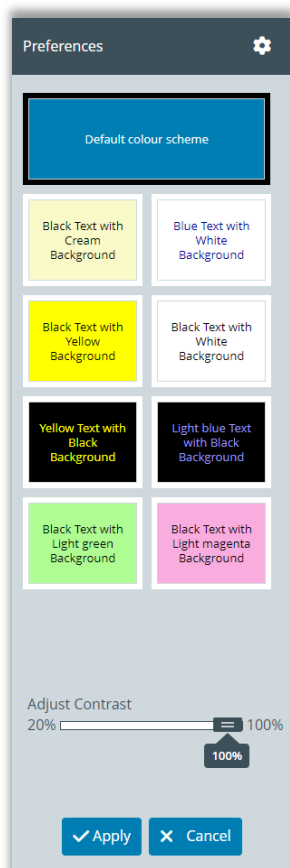 Preferences
Default colour scheme
Black Text with
Cream
Background
Blue Text with
White
Background
Black Text with
Yellow
Background
Black Text with
White
Background
Yellow Text with
Black
Background
Light blue Text
with Black
Background
Black Text with
Light green
Background
Black Text with
Light magenta
Background
Adjust Contrast
20% 100%
100%
Apply Cancel